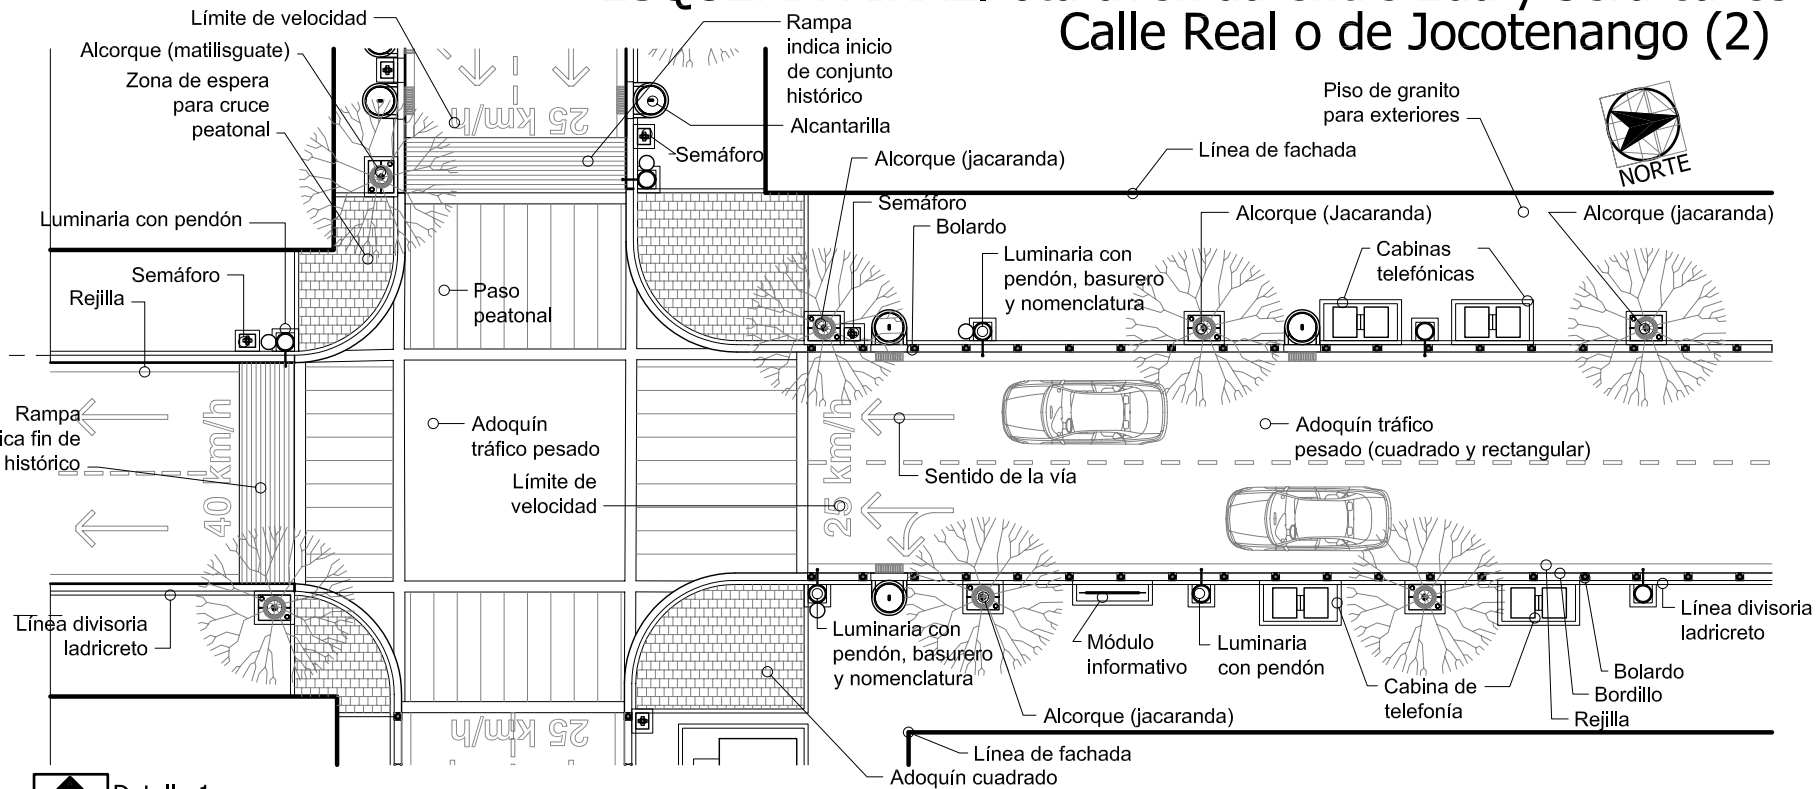 Calle Real o de Jocotenango (2)
Límite de velocidad
Alcorque (matilisguate)
Zona de espera
para cruce
peatonal
Rampa
indica inicio
de conjunto
histórico
Alcantarilla
Semáforo
Alcorque (jacaranda)
Línea de fachada
Piso de granito
para exteriores
NORTE
25 km/h
Luminaria con pendón
Semáforo
Rejilla
Paso
peatonal
Semáforo
Bolardo
Luminaria con
pendón, basurero
y nomenclatura
Alcorque (Jacaranda)
Cabinas
telefónicas
Alcorque (jacaranda)
Rampa
fin de
histórico
40 km/h
Adoquín
tráfico pesado
Límite de
velocidad
25 km/h
Sentido de la vía
Adoquín tráfico
pesado (cuadrado y rectangular)
Línea divisoria
ladricreto
Luminaria con
pendón, basurero
y nomenclatura
Módulo
informativo
Luminaria
con pendón
Cabina de
telefonía
Línea divisoria
ladricreto
Bolardo
Bordillo
Rejilla
Alcorque (jacaranda)
25 km/h
Línea de fachada
Adoquín cuadrado